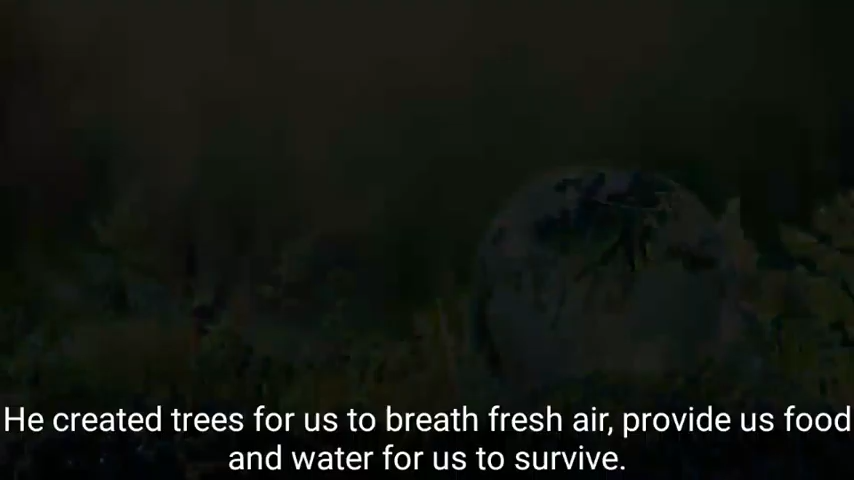 He created trees for us to breath fresh air, provide us food
and water for us to survive.